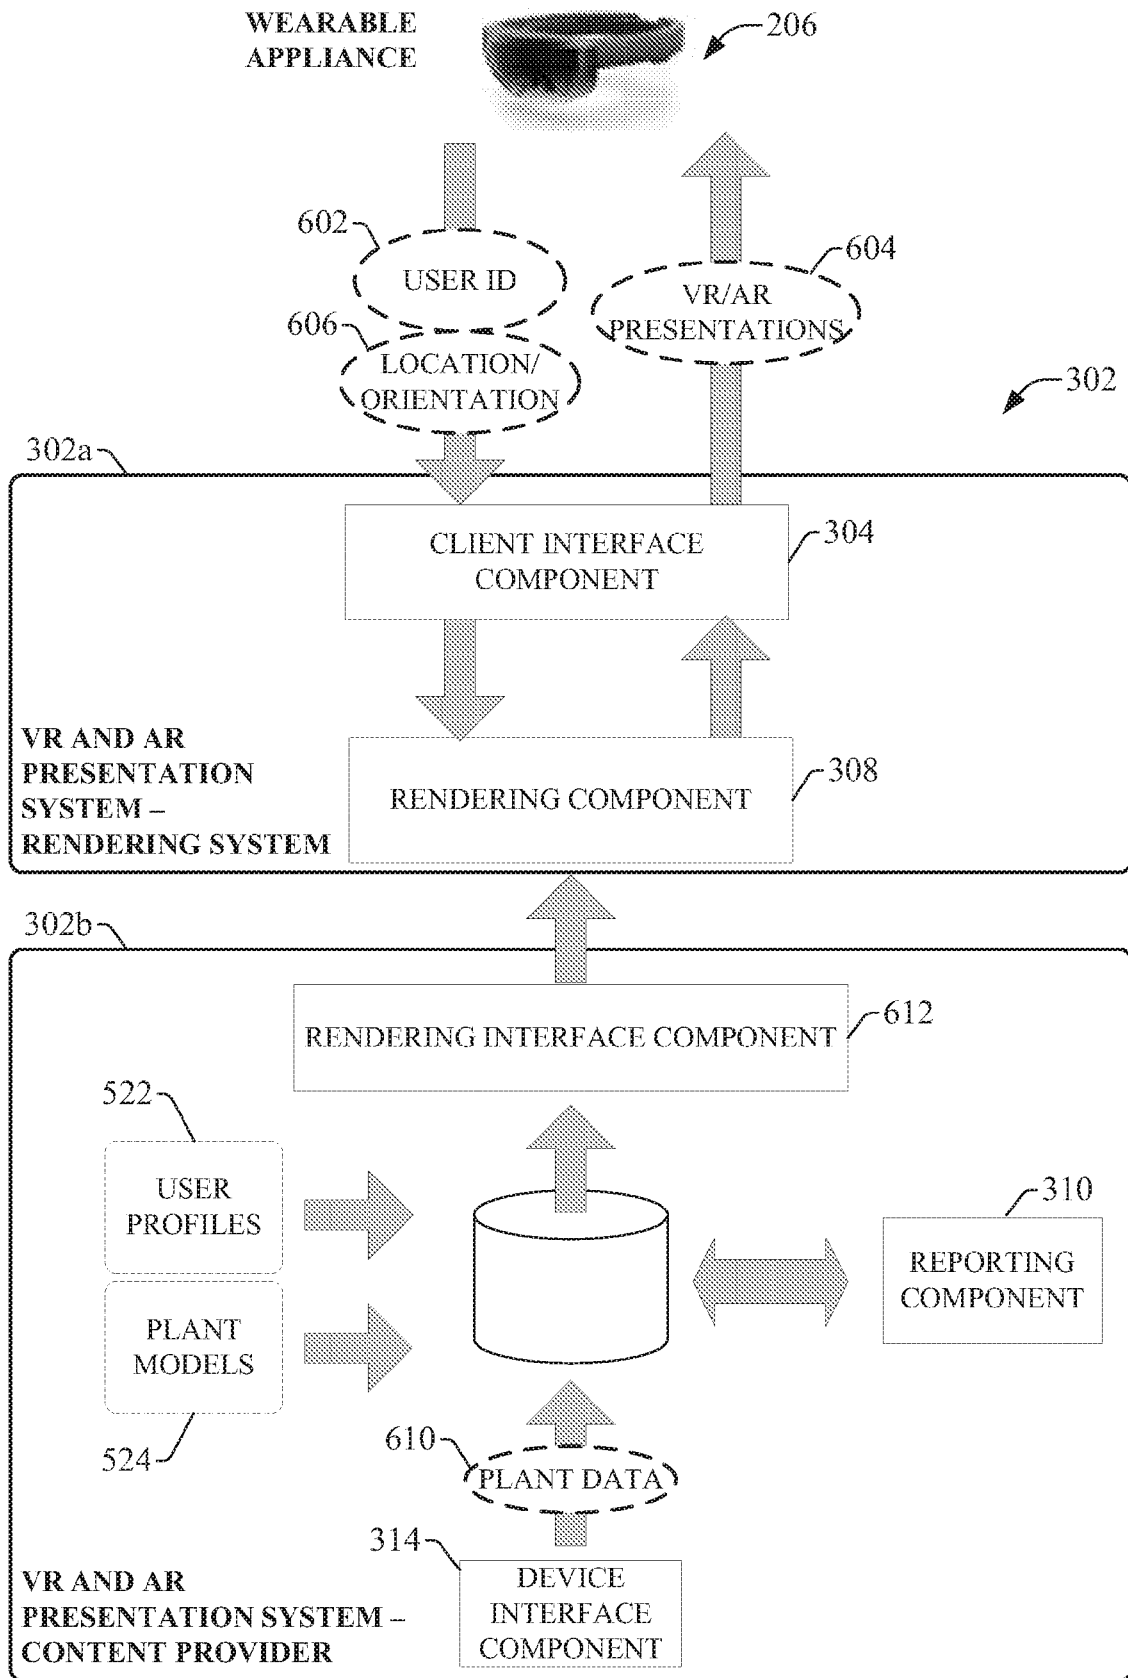 WEARABLE
APPLIANCE
206
602
USER ID
604
VR/AR
PRESENTATIONS
606
LOCATION/
ORIENTATION
302
302a
CLIENT INTERFACE
COMPONENT
304
VR AND AR
PRESENTATION
SYSTEM –
RENDERING SYSTEM
RENDERING COMPONENT
308
302b
RENDERING INTERFACE COMPONENT
612
522
USER
PROFILES
310
REPORTING
COMPONENT
PLANT
MODELS
524
610
PLANT DATA
314
DEVICE
INTERFACE
COMPONENT
VR AND AR
PRESENTATION SYSTEM –
CONTENT PROVIDER